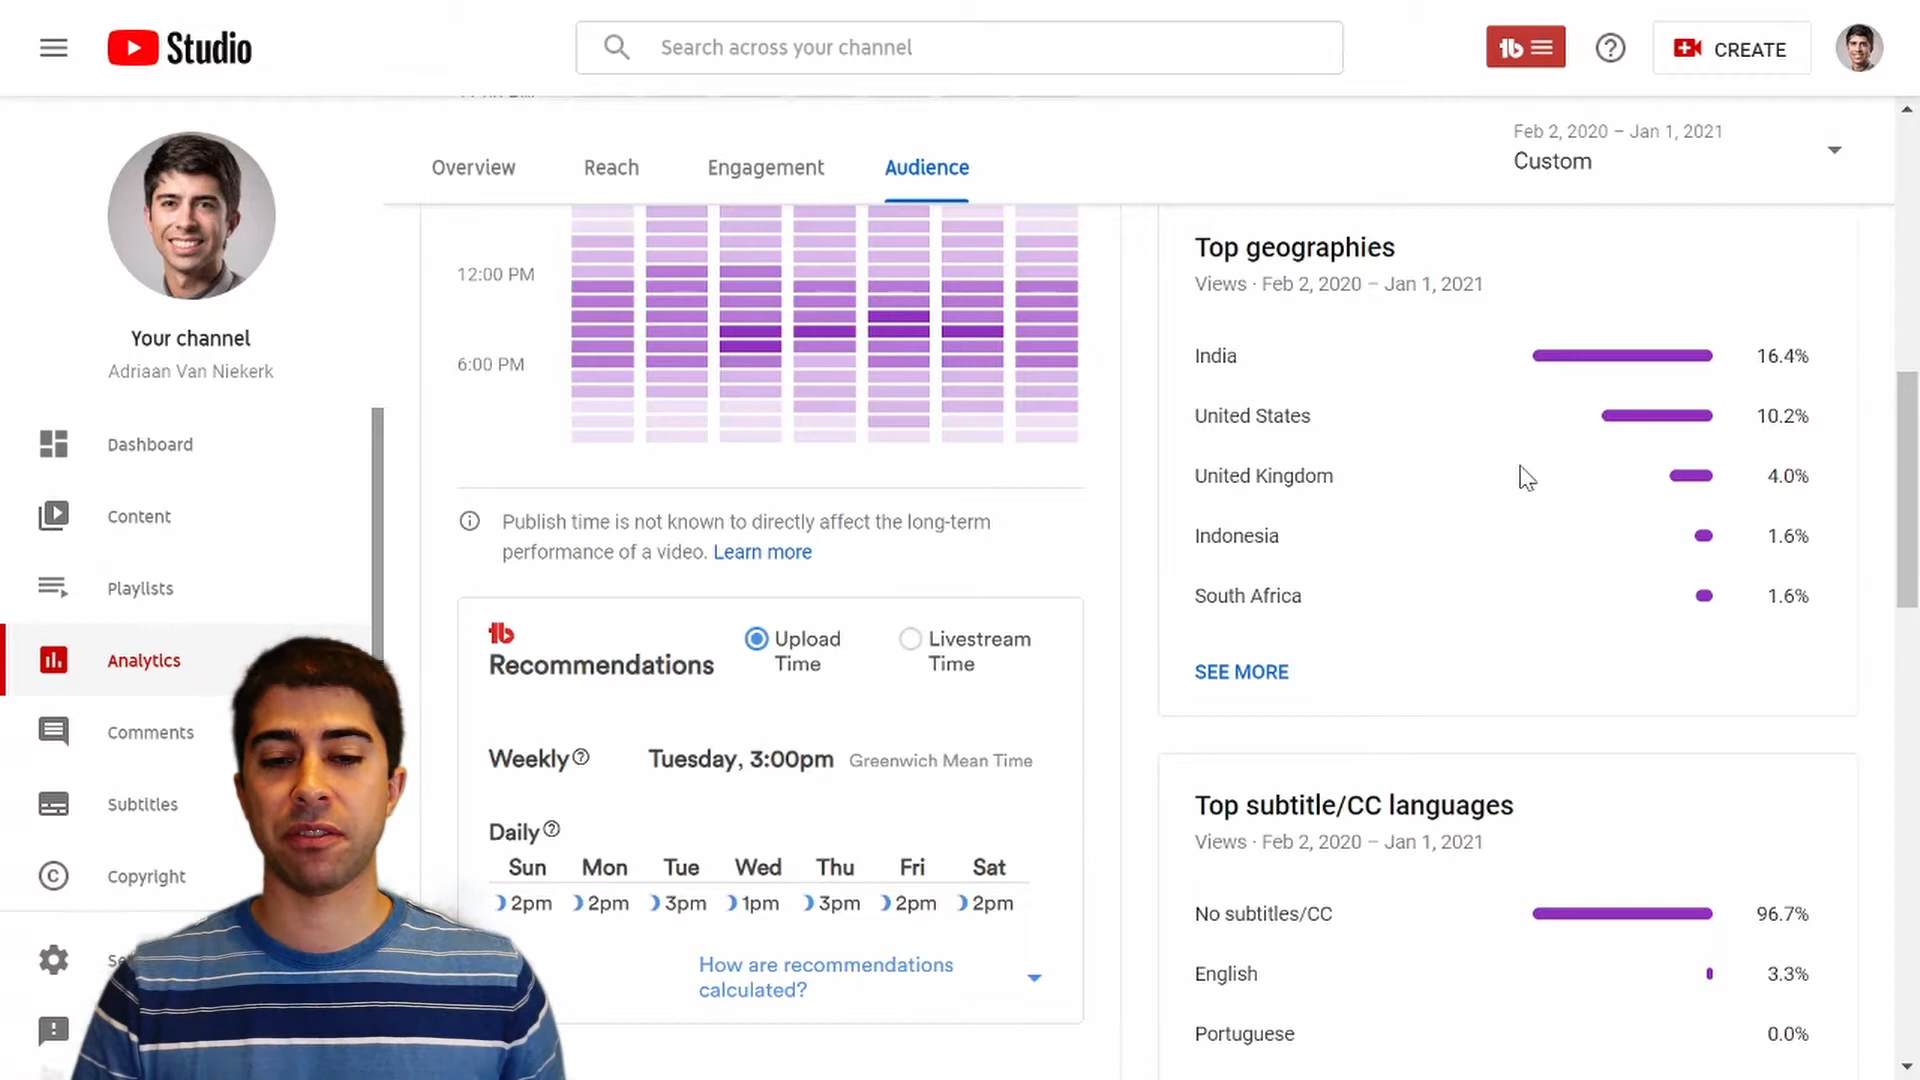 Studio
Search across your channel
CREATE
Feb 2, 2020 – Jan 1, 2021
Custom
Overview
Reach
Engagement
Audience
Your channel
Adriaan Van Niekerk
Dashboard
Content
Playlists
Analytics
Comments
Subtitles
Copyright
12:00 PM
6:00 PM
Publish time is not known to directly affect the long-term
performance of a video. Learn more
tb
Recommendations
Upload
Time
Livestream
Time
Weekly
Tuesday, 3:00pm Greenwich Mean Time
Daily
Sun Mon Tue Wed Thu Fri Sat
2pm 2pm 3pm 1pm 3pm 2pm 2pm
How are recommendations
calculated?
Top geographies
Views · Feb 2, 2020 – Jan 1, 2021
India 16.4%
United States 10.2%
United Kingdom 4.0%
Indonesia 1.6%
South Africa 1.6%
SEE MORE
Top subtitle/CC languages
Views · Feb 2, 2020 – Jan 1, 2021
No subtitles/CC 96.7%
English 3.3%
Portuguese 0.0%